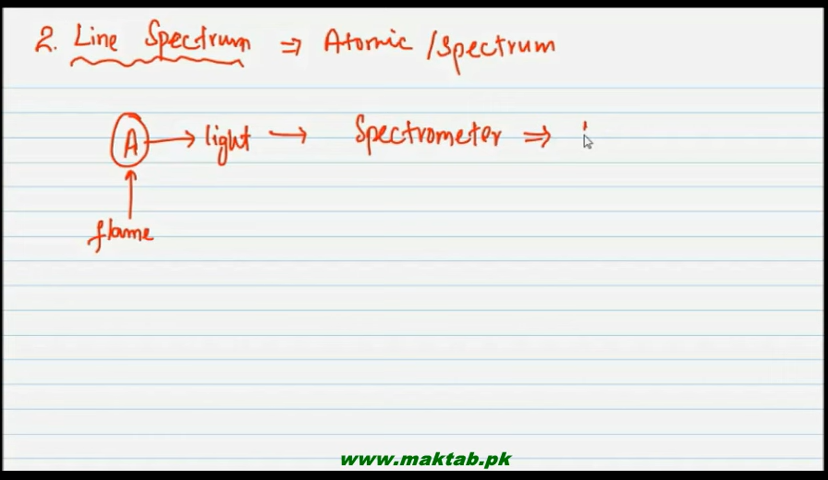 2. Line Spectrum ⇒ Atomic /Spectrum
A → light → Spectrometer ⇒
flame
www.maktab.pk